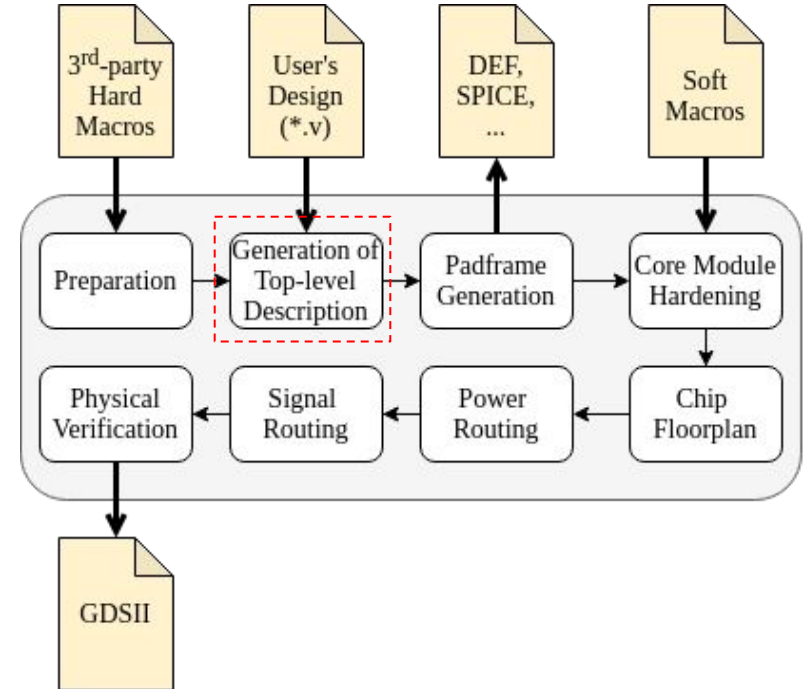 3rd-party
Hard
Macros
User's
Design
(*.v)
DEF,
SPICE,
...
Soft
Macros
Preparation
Generation of
Top-level
Description
Padframe
Generation
Core Module
Hardening
Physical
Verification
Signal
Routing
Power
Routing
Chip
Floorplan
GDSII